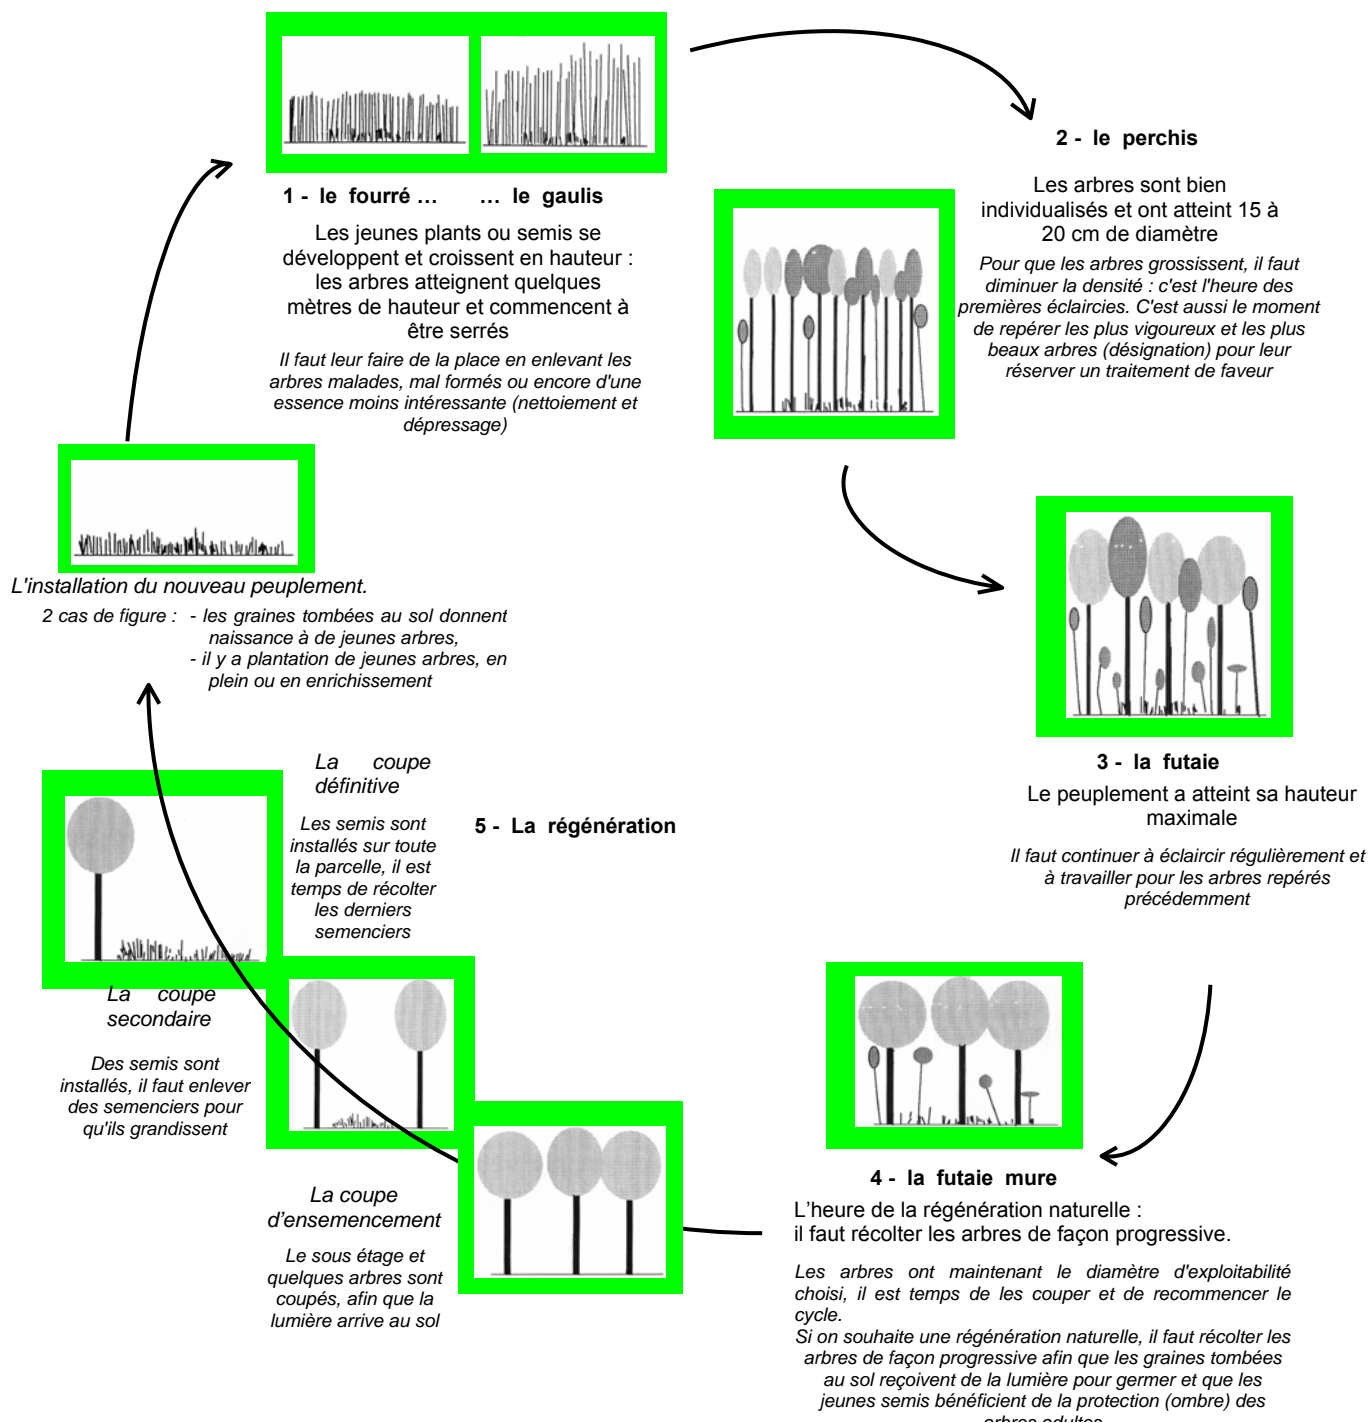 1 - le fourré ... ... le gaulis
Les jeunes plants ou semis se
développent et croissent en hauteur :
les arbres atteignent quelques
mètres de hauteur et commencent à
être serrés
Il faut leur faire de la place en enlevant les
arbres malades, mal formés ou encore d'une
essence moins intéressante (nettoiement et
dépressage)
2 - le perchis
Les arbres sont bien
individualisés et ont atteint 15 à
20 cm de diamètre
Pour que les arbres grossissent, il faut
diminuer la densité : c'est l'heure des
premières éclaircies. C'est aussi le moment
de repérer les plus vigoureux et les plus
beaux arbres (désignation) pour leur
réserver un traitement de faveur
3 - la futaie
Le peuplement a atteint sa hauteur
maximale
Il faut continuer à éclaircir régulièrement et
à travailler pour les arbres repérés
précédemment
4 - la futaie mure
L'heure de la régénération naturelle :
il faut récolter les arbres de façon progressive.
Les arbres ont maintenant le diamètre d'exploitabilité
choisi, il est temps de les couper et de recommencer le
cycle.
Si on souhaite une régénération naturelle, il faut récolter les
arbres de façon progressive afin que les graines tombées
au sol reçoivent de la lumière pour germer et que les
jeunes semis bénéficient de la protection (ombre) des
arbres adultes
5 - La régénération
La coupe
d'ensemencement
Le sous étage et
quelques arbres sont
coupés, afin que la
lumière arrive au sol
La coupe
secondaire
Des semis sont
installés, il faut enlever
des semenciers pour
qu'ils grandissent
La coupe
définitive
Les semis sont
installés sur toute
la parcelle, il est
temps de récolter
les derniers
semenciers
L'installation du nouveau peuplement.
2 cas de figure : - les graines tombées au sol donnent
naissance à de jeunes arbres,
- il y a plantation de jeunes arbres, en
plein ou en enrichissement